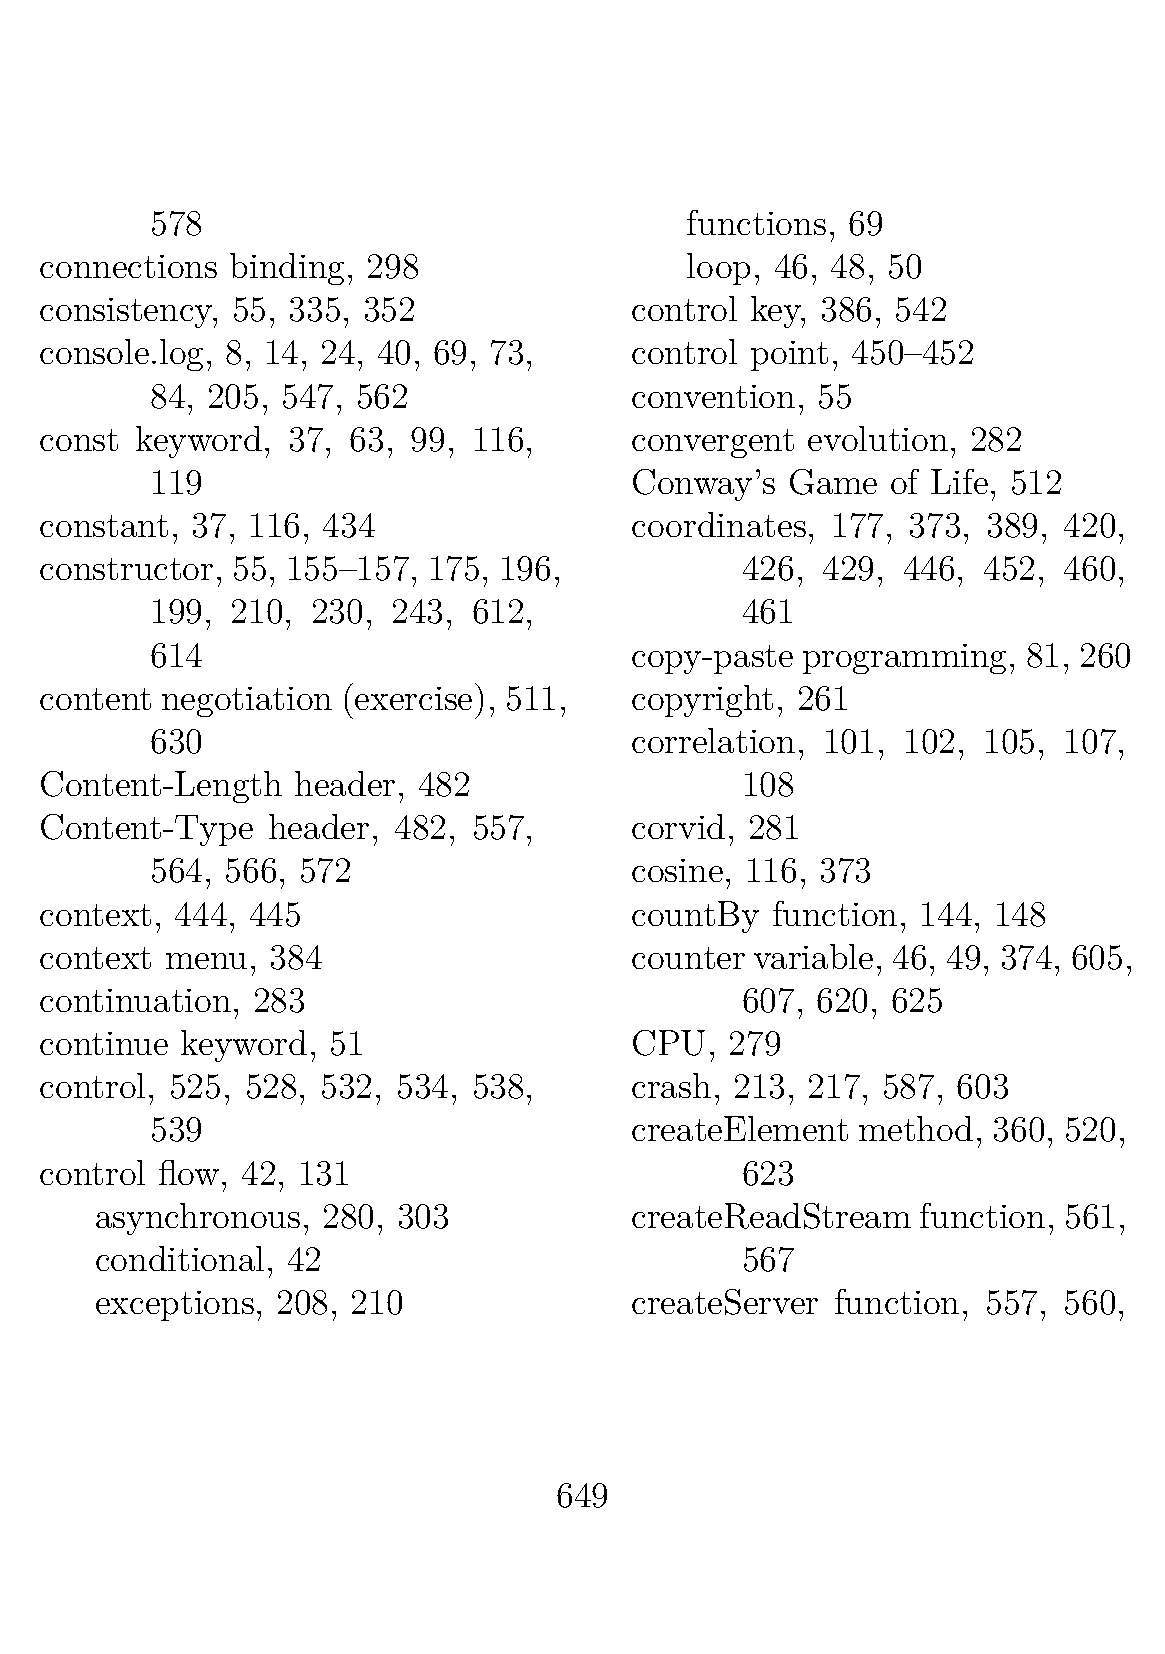 578
connections binding, 298
consistency, 55, 335, 352
console.log, 8, 14, 24, 40, 69, 73,
84, 205, 547, 562
const keyword, 37, 63, 99, 116,
119
constant, 37, 116, 434
constructor, 55, 155–157, 175, 196,
199, 210, 230, 243, 612,
614
content negotiation (exercise), 511,
630
Content-Length header, 482
Content-Type header, 482, 557,
564, 566, 572
context, 444, 445
context menu, 384
continuation, 283
continue keyword, 51
control, 525, 528, 532, 534, 538,
539
control flow, 42, 131
asynchronous, 280, 303
conditional, 42
exceptions, 208, 210
functions, 69
loop, 46, 48, 50
control key, 386, 542
control point, 450–452
convention, 55
convergent evolution, 282
Conway's Game of Life, 512
coordinates, 177, 373, 389, 420,
426, 429, 446, 452, 460,
461
copy-paste programming, 81, 260
copyright, 261
correlation, 101, 102, 105, 107,
108
corvid, 281
cosine, 116, 373
countBy function, 144, 148
counter variable, 46, 49, 374, 605,
607, 620, 625
CPU, 279
crash, 213, 217, 587, 603
createElement method, 360, 520,
623
createReadStream function, 561,
567
createServer function, 557, 560,
649